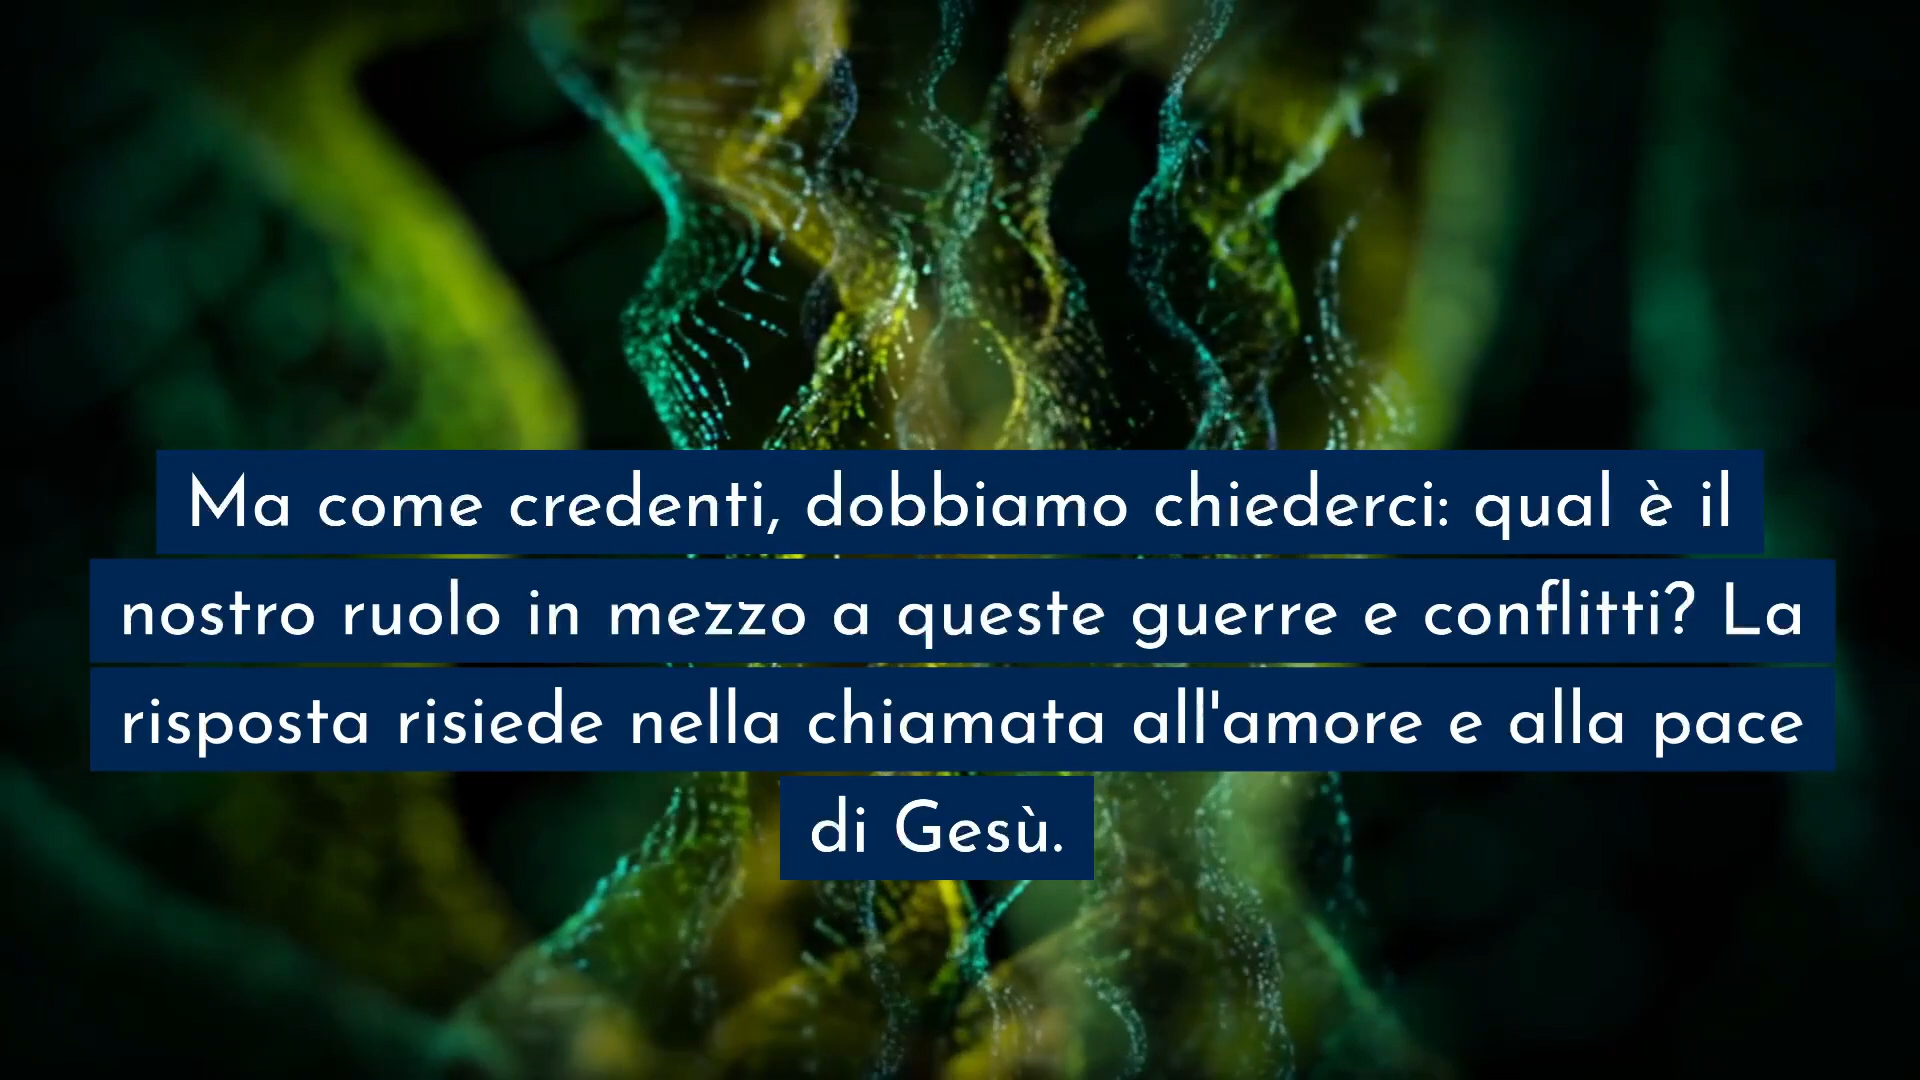 Ma come credenti, dobbiamo chiederci: qual è il
nostro ruolo in mezzo a queste guerre e conflitti? La
risposta risiede nella chiamata all'amore e alla pace
di Gesù.